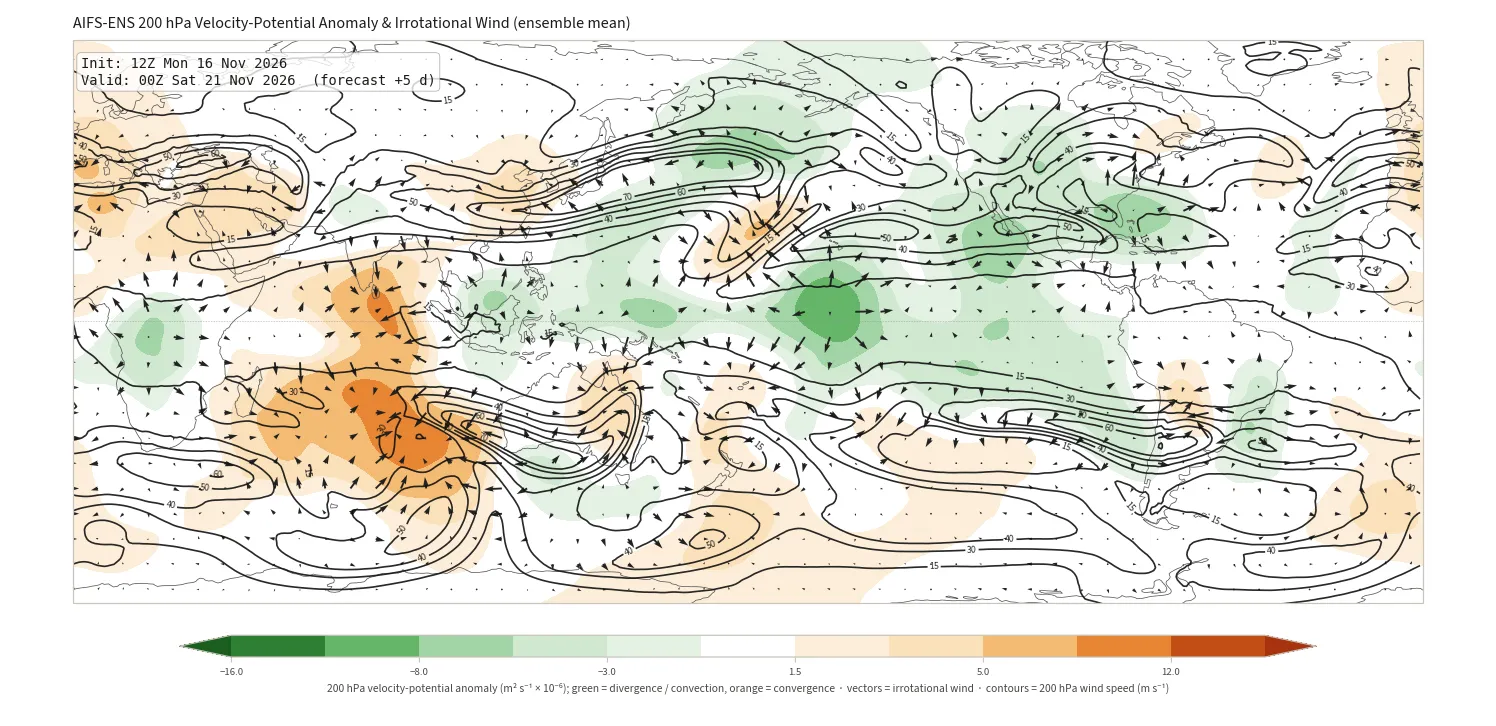 AIFS-ENS 200 hPa Velocity-Potential Anomaly & Irrotational Wind (ensemble mean)
Init: 12Z Mon 16 Nov 2026
Valid: 00Z Sat 21 Nov 2026 (forecast +5 d)
−16.0 −8.0 −3.0 1.5 5.0 12.0
200 hPa velocity-potential anomaly (m² s⁻¹ × 10⁻⁶); green = divergence / convection, orange = convergence · vectors = irrotational wind · contours = 200 hPa wind speed (m s⁻¹)